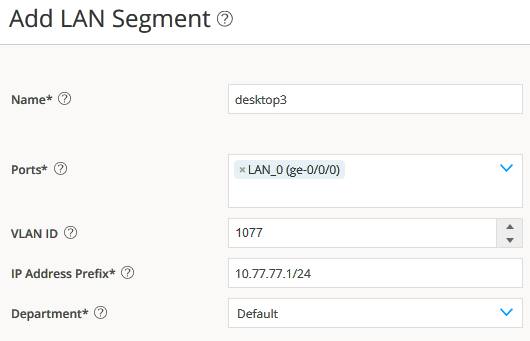 Add LAN Segment ?
Name* ? desktop3
Ports* ? × LAN_0 (ge-0/0/0)
VLAN ID ? 1077
IP Address Prefix* ? 10.77.77.1/24
Department* ? Default